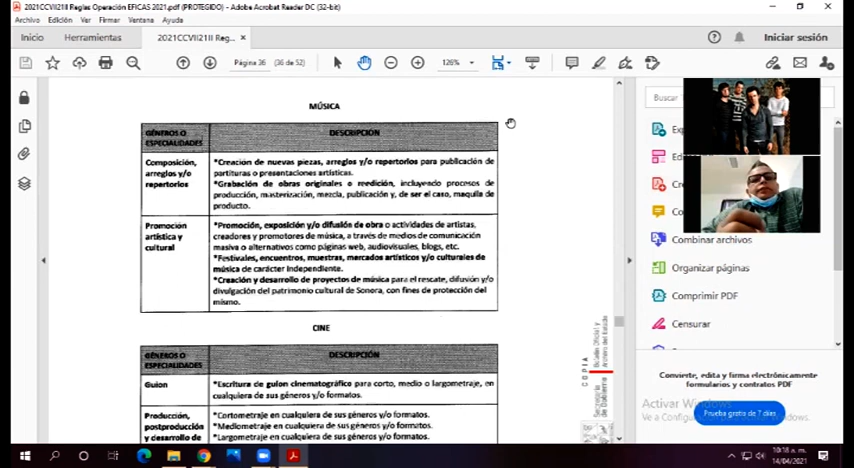 2021CCVII21II Reglas Operación EFICAS 2021.pdf (PROTEGIDO) - Adobe Acrobat Reader DC (32-bit)
Archivo Edición Ver Firmar Ventana Ayuda
Inicio Herramientas 2021CCVII21II Reg... × Iniciar sesión
Página 36 (36 de 52) 126%
MÚSICA
GÉNEROS O ESPECIALIDADES
DESCRIPCIÓN
Composición, arreglos y/o repertorios
*Creación de nuevas piezas, arreglos y/o repertorios para publicación de
partituras o presentaciones artísticas.
*Grabación de obras originales o reedición, incluyendo procesos de
producción, masterización, mezcla, publicación y, de ser el caso, maquila de
producto.
Promoción artística y cultural
*Promoción, exposición y/o difusión de obra o actividades de artistas,
creadores y promotores de música, a través de medios de comunicación
masiva o alternativos como páginas web, audiovisuales, blogs, etc.
*Festivales, encuentros, muestras, mercados artísticos y/o culturales de
música de carácter independiente.
*Creación y desarrollo de proyectos de música para el rescate, difusión y/o
divulgación del patrimonio cultural de Sonora, con fines de protección del
mismo.
CINE
GÉNEROS O ESPECIALIDADES
DESCRIPCIÓN
Guion
*Escritura de guion cinematográfico para corto, medio o largometraje, en
cualquiera de sus géneros y/o formatos.
Producción,
postproducción
y desarrollo de
*Cortometraje en cualquiera de sus géneros y/o formatos.
*Mediometraje en cualquiera de sus géneros y/o formatos.
*Largometraje en cualquiera de sus géneros y/o formatos.
COPIA
Secretaría de Gobierno
Boletín Oficial y
Archivo del Estado
Buscar
Combinar archivos
Organizar páginas
Comprimir PDF
Censurar
Convierte, edita y firma electrónicamente
formularios y contratos PDF
Activar Windows
Prueba gratis de 7 días
10:18 a. m.
14/04/2021